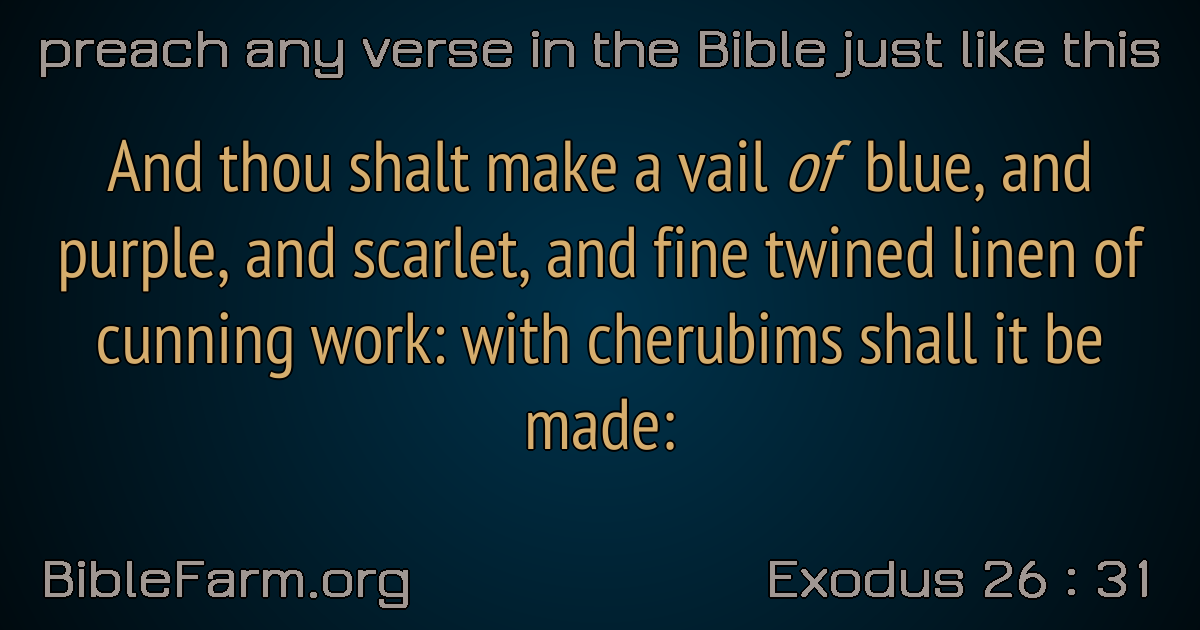 preach any verse in the Bible just like this
And thou shalt make a vail of blue, and
purple, and scarlet, and fine twined linen of
cunning work: with cherubims shall it be
made:
BibleFarm.org
Exodus 26 : 31